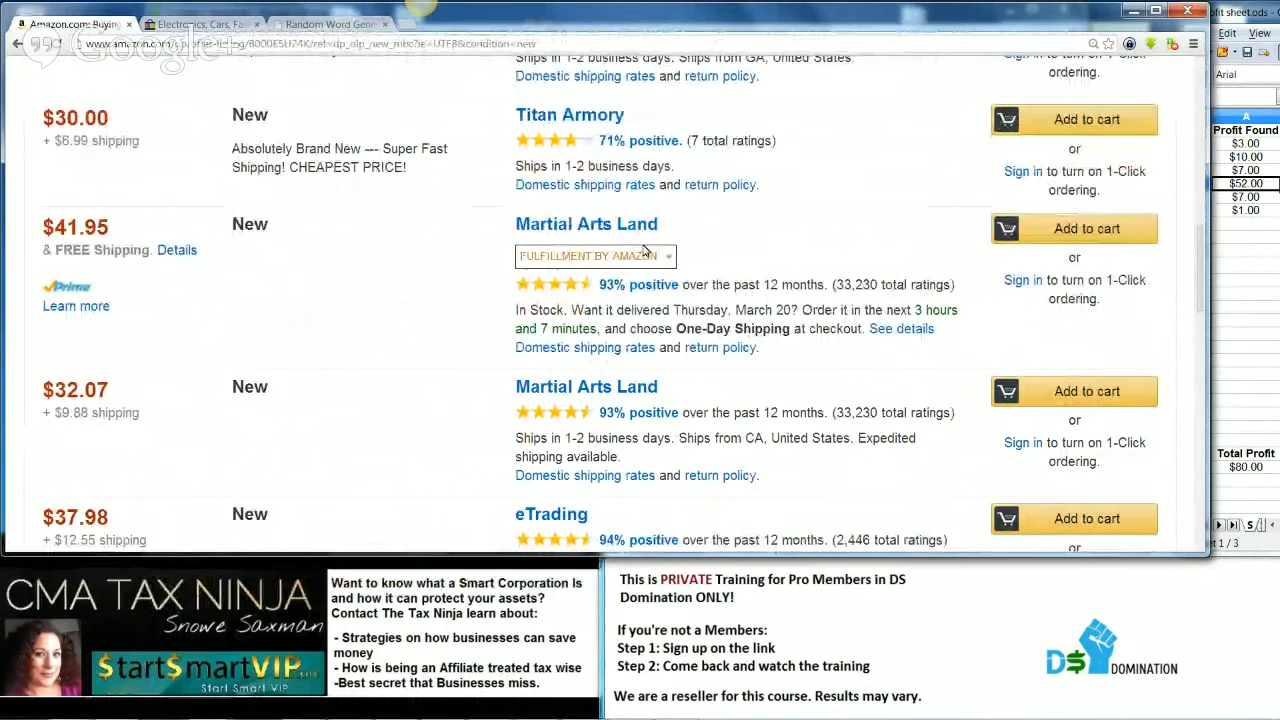 Amazon.com: Buying
Electronics, Cars, Fas
Random Word Gene
ofit sheet.ods -
Edit View
Arial
Ships in 1-2 business days. Ships from GA, United States.
Domestic shipping rates and return policy.
ordering.
$30.00
+ $6.99 shipping
New
Absolutely Brand New --- Super Fast
Shipping! CHEAPEST PRICE!
Titan Armory
71% positive. (7 total ratings)
Ships in 1-2 business days.
Domestic shipping rates and return policy.
Add to cart
or
Sign in to turn on 1-Click
ordering.
$41.95
& FREE Shipping. Details
Prime
Learn more
New
Martial Arts Land
FULFILLMENT BY AMAZON
93% positive over the past 12 months. (33,230 total ratings)
In Stock. Want it delivered Thursday, March 20? Order it in the next 3 hours
and 7 minutes, and choose One-Day Shipping at checkout. See details
Domestic shipping rates and return policy.
Add to cart
or
Sign in to turn on 1-Click
ordering.
$32.07
+ $9.88 shipping
New
Martial Arts Land
93% positive over the past 12 months. (33,230 total ratings)
Ships in 1-2 business days. Ships from CA, United States. Expedited
shipping available.
Domestic shipping rates and return policy.
Add to cart
or
Sign in to turn on 1-Click
ordering.
$37.98
+ $12.55 shipping
New
eTrading
94% positive over the past 12 months. (2,446 total ratings)
Add to cart
or
A
Profit Found
$3.00
$10.00
$7.00
$52.00
$7.00
$1.00
Total Profit
$80.00
et 1 / 3
CMA TAX NINJA
Snowe Saxman
$tart$martVIP.com
Start Smart VIP
Want to know what a Smart Corporation Is
and how it can protect your assets?
Contact The Tax Ninja learn about:
- Strategies on how businesses can save
money
- How is being an Affiliate treated tax wise
-Best secret that Businesses miss.
This is PRIVATE Training for Pro Members in DS
Domination ONLY!
If you're not a Members:
Step 1: Sign up on the link
Step 2: Come back and watch the training
We are a reseller for this course. Results may vary.
D$ DOMINATION